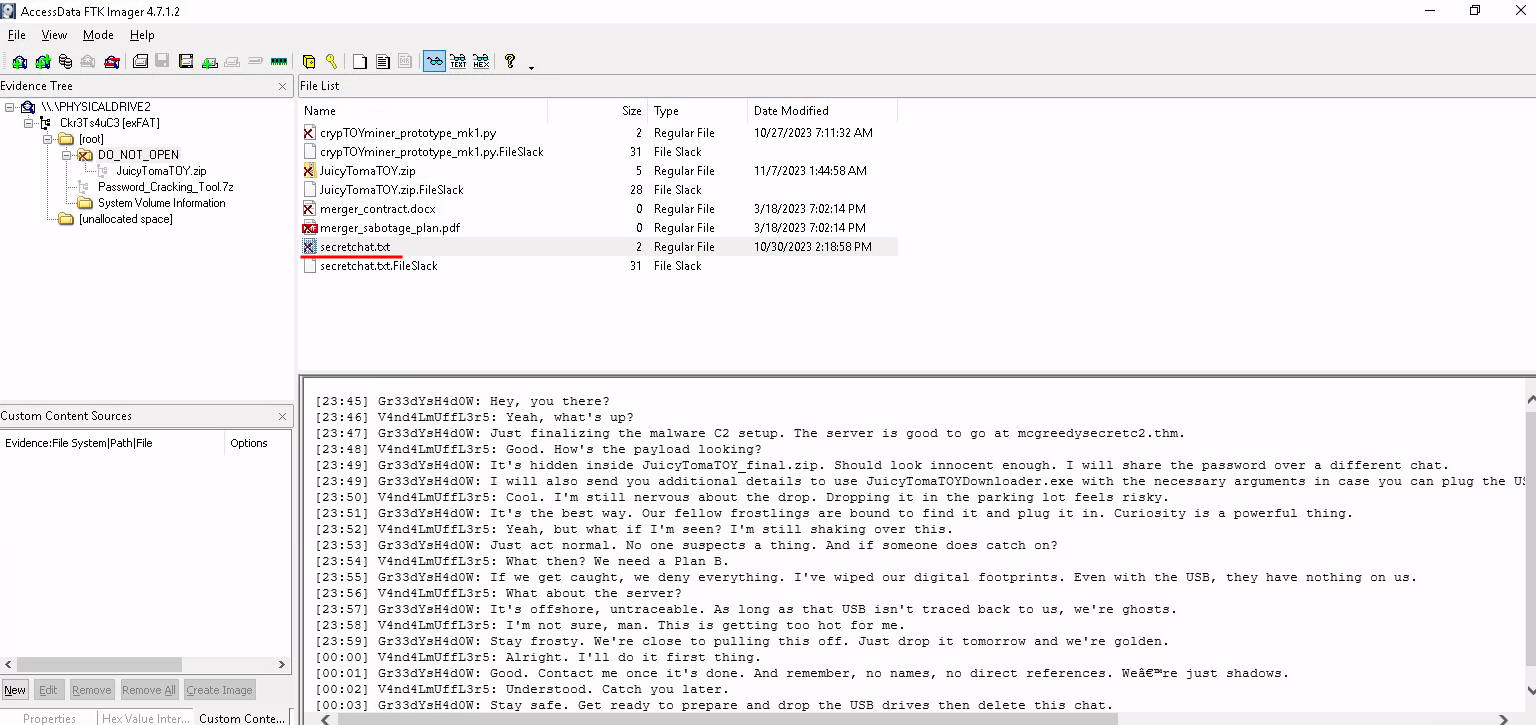 AccessData FTK Imager 4.7.1.2
File View Mode Help
Evidence Tree
\\.\PHYSICALDRIVE2
Ckr3Ts4uC3 [exFAT]
[root]
DO_NOT_OPEN
JuicyTomaTOY.zip
Password_Cracking_Tool.7z
System Volume Information
[unallocated space]
File List
Name Size Type Date Modified
crypTOYminer_prototype_mk1.py 2 Regular File 10/27/2023 7:11:32 AM
crypTOYminer_prototype_mk1.py.FileSlack 31 File Slack
JuicyTomaTOY.zip 5 Regular File 11/7/2023 1:44:58 AM
JuicyTomaTOY.zip.FileSlack 28 File Slack
merger_contract.docx 0 Regular File 3/18/2023 7:02:14 PM
merger_sabotage_plan.pdf 0 Regular File 3/18/2023 7:02:14 PM
secretchat.txt 2 Regular File 10/30/2023 2:18:58 PM
secretchat.txt.FileSlack 31 File Slack
Custom Content Sources
Evidence:File System|Path|File Options
New Edit Remove Remove All Create Image
Properties Hex Value Inter... Custom Conte...
[23:45] Gr33dYsH4d0W: Hey, you there?
[23:46] V4nd4LmUffL3r5: Yeah, what's up?
[23:47] Gr33dYsH4d0W: Just finalizing the malware C2 setup. The server is good to go at mcgreedysecretc2.thm.
[23:48] V4nd4LmUffL3r5: Good. How's the payload looking?
[23:49] Gr33dYsH4d0W: It's hidden inside JuicyTomaTOY_final.zip. Should look innocent enough. I will share the password over a different chat.
[23:49] Gr33dYsH4d0W: I will also send you additional details to use JuicyTomaTOYDownloader.exe with the necessary arguments in case you can plug the US
[23:50] V4nd4LmUffL3r5: Cool. I'm still nervous about the drop. Dropping it in the parking lot feels risky.
[23:51] Gr33dYsH4d0W: It's the best way. Our fellow frostlings are bound to find it and plug it in. Curiosity is a powerful thing.
[23:52] V4nd4LmUffL3r5: Yeah, but what if I'm seen? I'm still shaking over this.
[23:53] Gr33dYsH4d0W: Just act normal. No one suspects a thing. And if someone does catch on?
[23:54] V4nd4LmUffL3r5: What then? We need a Plan B.
[23:55] Gr33dYsH4d0W: If we get caught, we deny everything. I've wiped our digital footprints. Even with the USB, they have nothing on us.
[23:56] V4nd4LmUffL3r5: What about the server?
[23:57] Gr33dYsH4d0W: It's offshore, untraceable. As long as that USB isn't traced back to us, we're ghosts.
[23:58] V4nd4LmUffL3r5: I'm not sure, man. This is getting too hot for me.
[23:59] Gr33dYsH4d0W: Stay frosty. We're close to pulling this off. Just drop it tomorrow and we're golden.
[00:00] V4nd4LmUffL3r5: Alright. I'll do it first thing.
[00:01] Gr33dYsH4d0W: Good. Contact me once it's done. And remember, no names, no direct references. Weâ€™re just shadows.
[00:02] V4nd4LmUffL3r5: Understood. Catch you later.
[00:03] Gr33dYsH4d0W: Stay safe. Get ready to prepare and drop the USB drives then delete this chat.